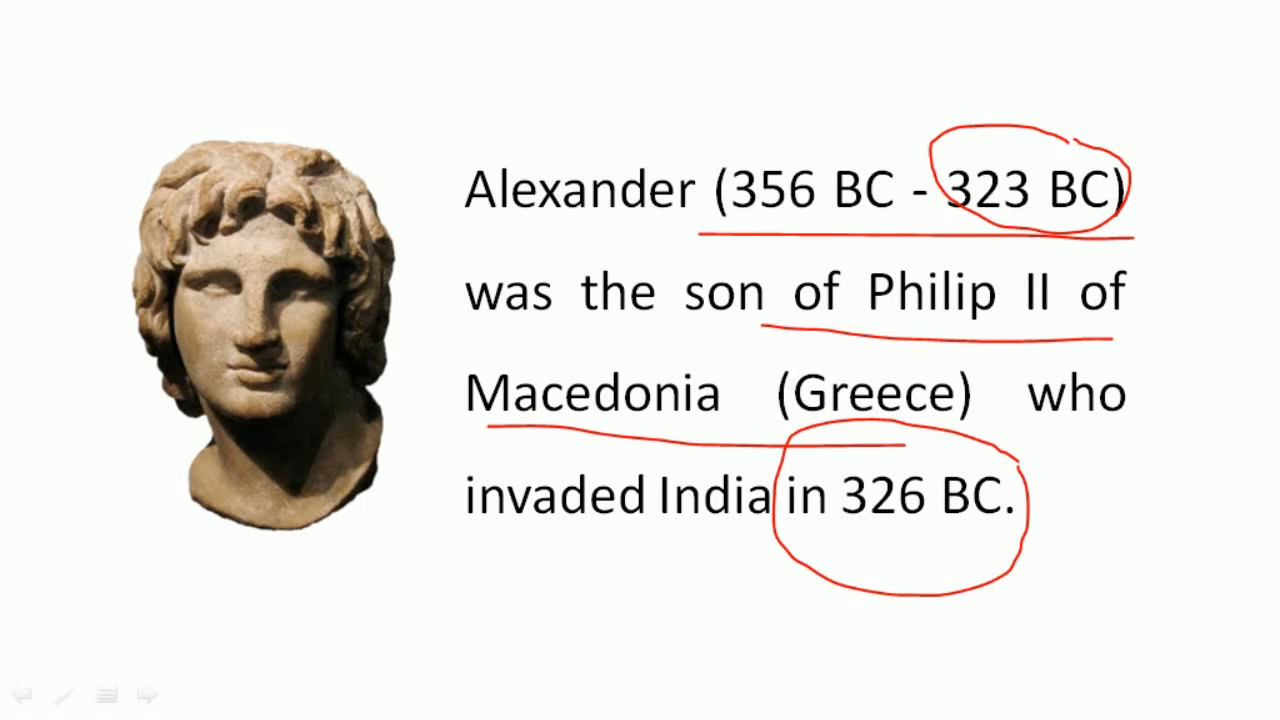 Alexander (356 BC - 323 BC)
was the son of Philip II of
Macedonia (Greece) who
invaded India in 326 BC.